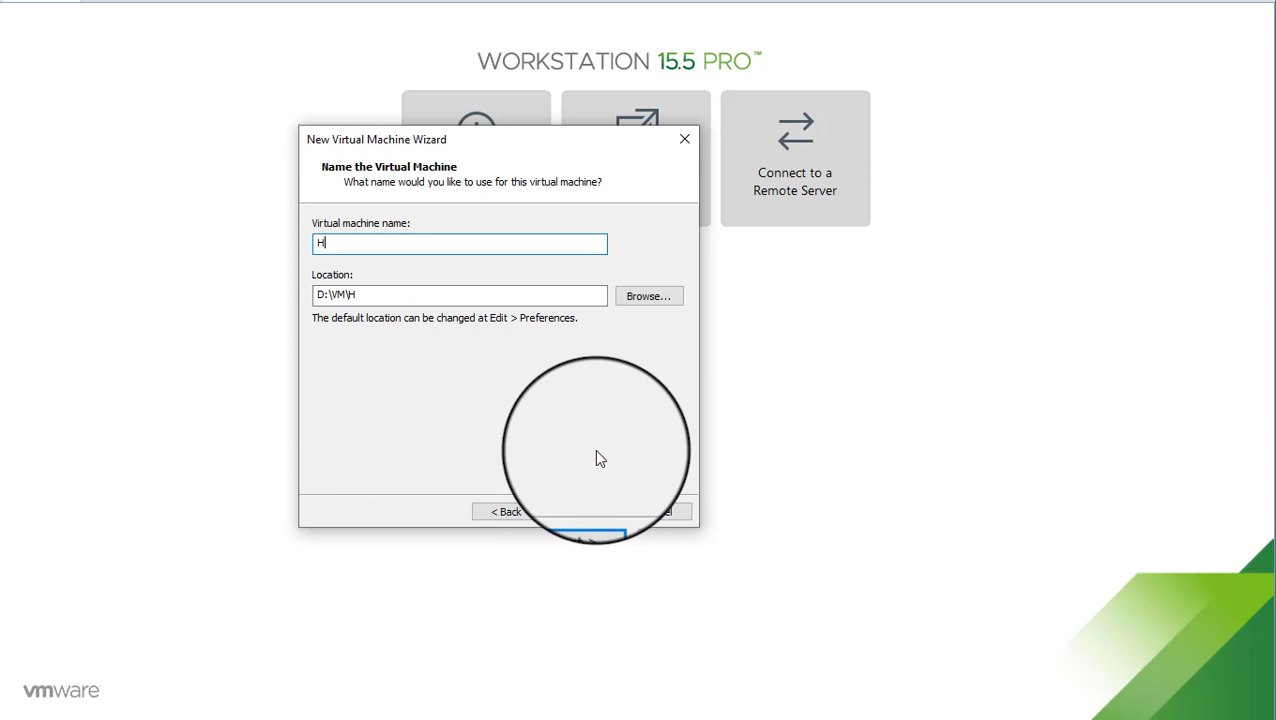 WORKSTATION 15.5 PRO™
New Virtual Machine Wizard
Name the Virtual Machine
What name would you like to use for this virtual machine?
Connect to a
Remote Server
Virtual machine name:
H
Location:
D:\VM\H
Browse...
The default location can be changed at Edit > Preferences.
< Back
vmware